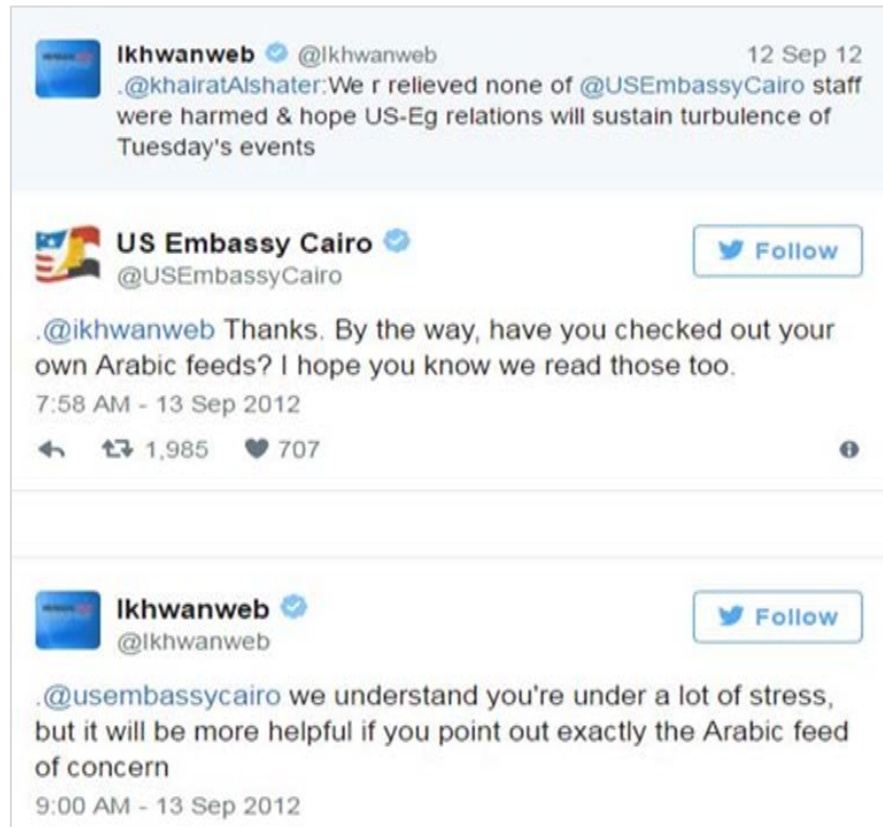 Ikhwanweb @Ikhwanweb 12 Sep 12
.@khairatAlshater:We r relieved none of @USEmbassyCairo staff
were harmed & hope US-Eg relations will sustain turbulence of
Tuesday's events
US Embassy Cairo Follow
@USEmbassyCairo
.@ikhwanweb Thanks. By the way, have you checked out your
own Arabic feeds? I hope you know we read those too.
7:58 AM - 13 Sep 2012
1,985 707
Ikhwanweb Follow
@Ikhwanweb
.@usembassycairo we understand you're under a lot of stress,
but it will be more helpful if you point out exactly the Arabic feed
of concern
9:00 AM - 13 Sep 2012